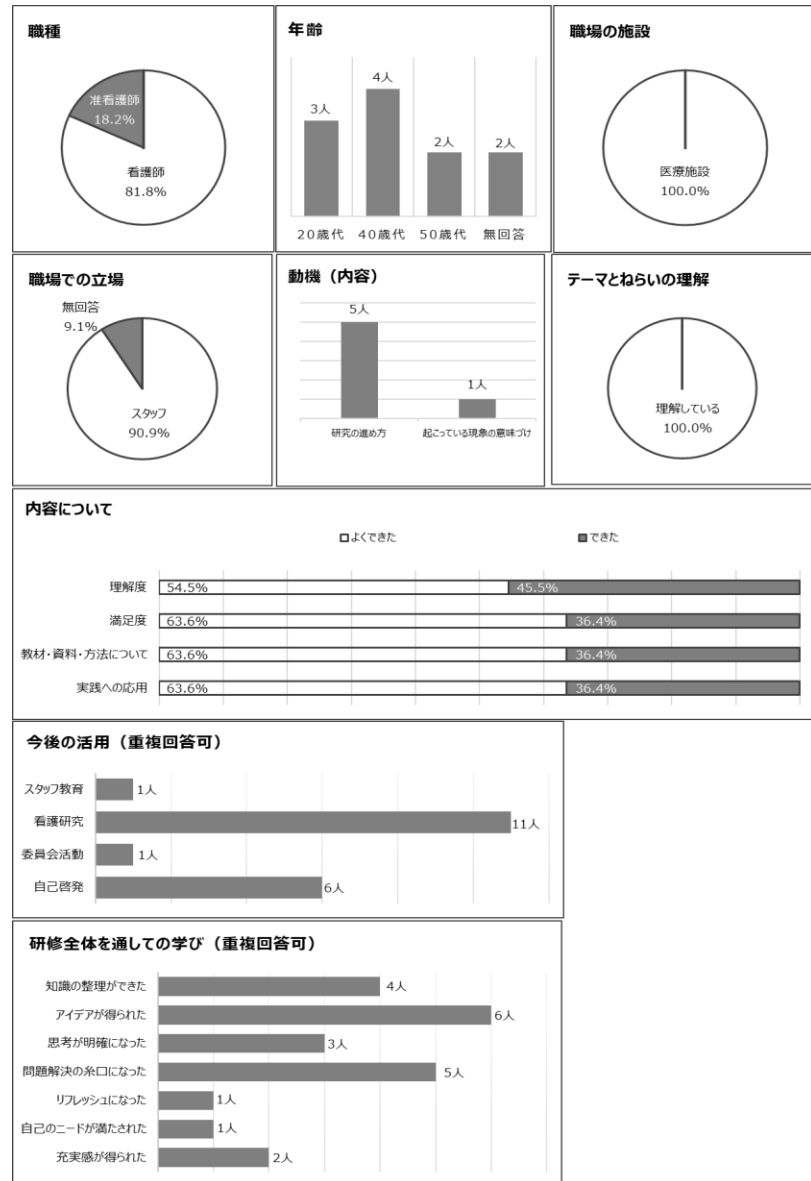 職種
准看護師
18.2%
看護師
81.8%
年齢
3人
4人
2人
2人
20歳代
40歳代
50歳代
無回答
職場の施設
医療施設
100.0%
職場での立場
無回答
9.1%
スタッフ
90.9%
動機（内容）
5人
1人
研究の進め方
起こっている現象の意味づけ
テーマとねらいの理解
理解している
100.0%
内容について
よくできた
できた
理解度 54.5% 45.5%
満足度 63.6% 36.4%
教材・資料・方法について 63.6% 36.4%
実践への応用 63.6% 36.4%
今後の活用（重複回答可）
スタッフ教育 1人
看護研究 11人
委員会活動 1人
自己啓発 6人
研修全体を通しての学び（重複回答可）
知識の整理ができた 4人
アイデアが得られた 6人
思考が明確になった 3人
問題解決の糸口になった 5人
リフレッシュになった 1人
自己のニードが満たされた 1人
充実感が得られた 2人